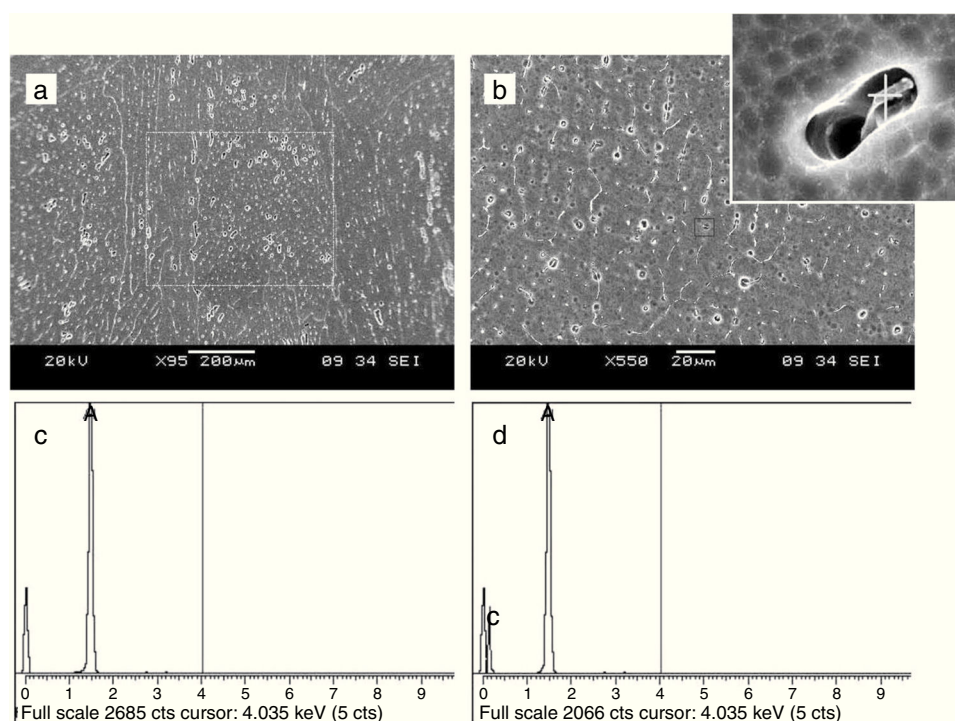 a
b
20kV X95 200µm 09 34 SEI
20kV X550 20µm 09 34 SEI
c
A
d
A
c
0 1 2 3 4 5 6 7 8 9
0 1 2 3 4 5 6 7 8 9
Full scale 2685 cts cursor: 4.035 keV (5 cts)
Full scale 2066 cts cursor: 4.035 keV (5 cts)